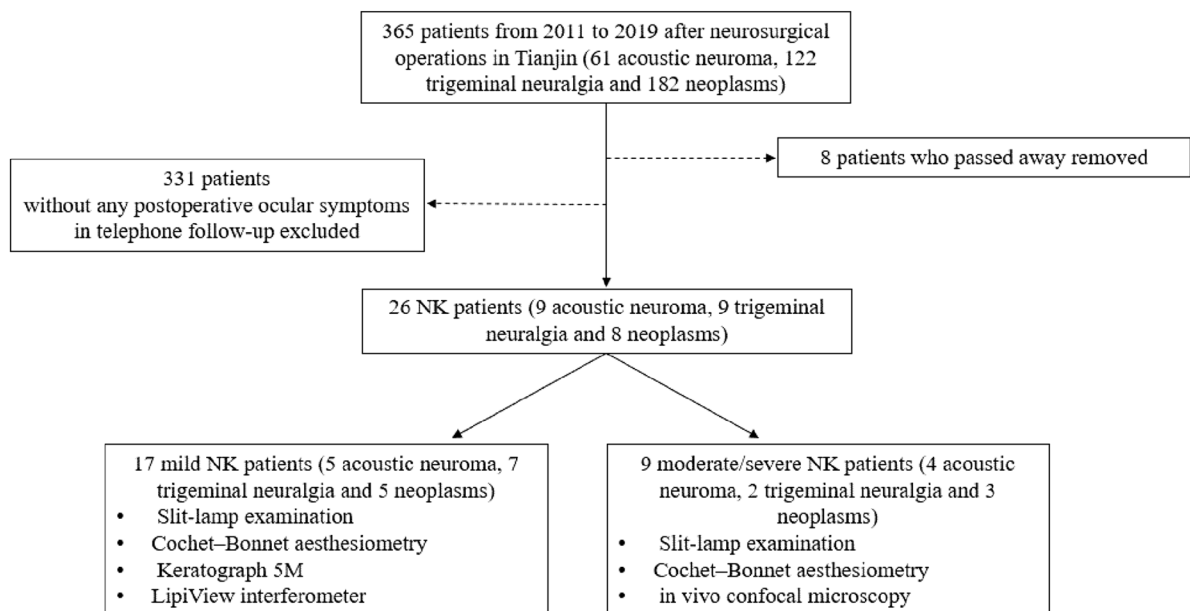 365 patients from 2011 to 2019 after neurosurgical
operations in Tianjin (61 acoustic neuroma, 122
trigeminal neuralgia and 182 neoplasms)
8 patients who passed away removed
331 patients
without any postoperative ocular symptoms
in telephone follow-up excluded
26 NK patients (9 acoustic neuroma, 9 trigeminal
neuralgia and 8 neoplasms)
17 mild NK patients (5 acoustic neuroma, 7
trigeminal neuralgia and 5 neoplasms)
• Slit-lamp examination
• Cochet–Bonnet aesthesiometry
• Keratograph 5M
• LipiView interferometer
9 moderate/severe NK patients (4 acoustic
neuroma, 2 trigeminal neuralgia and 3
neoplasms)
• Slit-lamp examination
• Cochet–Bonnet aesthesiometry
• in vivo confocal microscopy